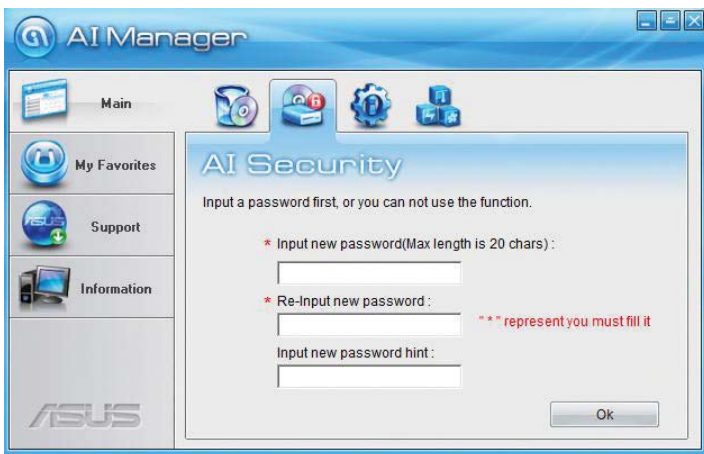 AI Manager
Main
My Favorites
ASUS
Support
Information
AI Security
Input a password first, or you can not use the function.
* Input new password(Max length is 20 chars) :
* Re-Input new password :
" * " represent you must fill it
Input new password hint :
Ok
ASUS